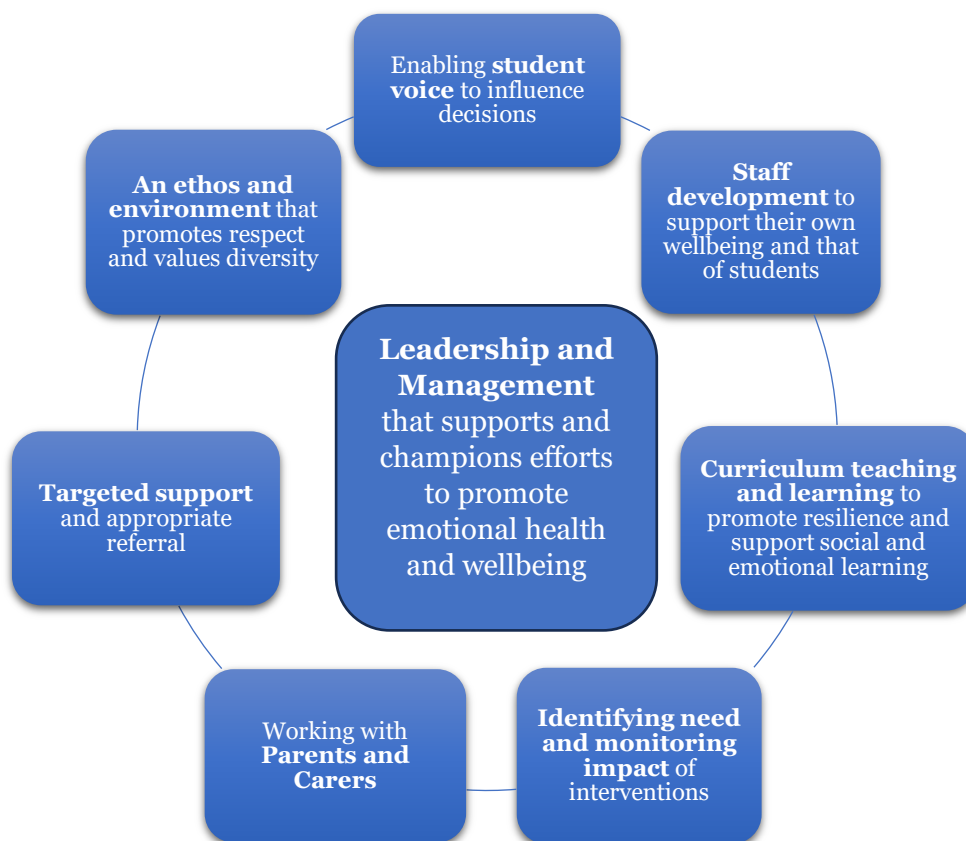 Enabling student
voice to influence
decisions
Staff
development to
support their own
wellbeing and that
of students
Curriculum teaching
and learning to
promote resilience and
support social and
emotional learning
Identifying need
and monitoring
impact of
interventions
Working with
Parents and
Carers
Targeted support
and appropriate
referral
An ethos and
environment that
promotes respect
and values diversity
Leadership and
Management
that supports and
champions efforts
to promote
emotional health
and wellbeing